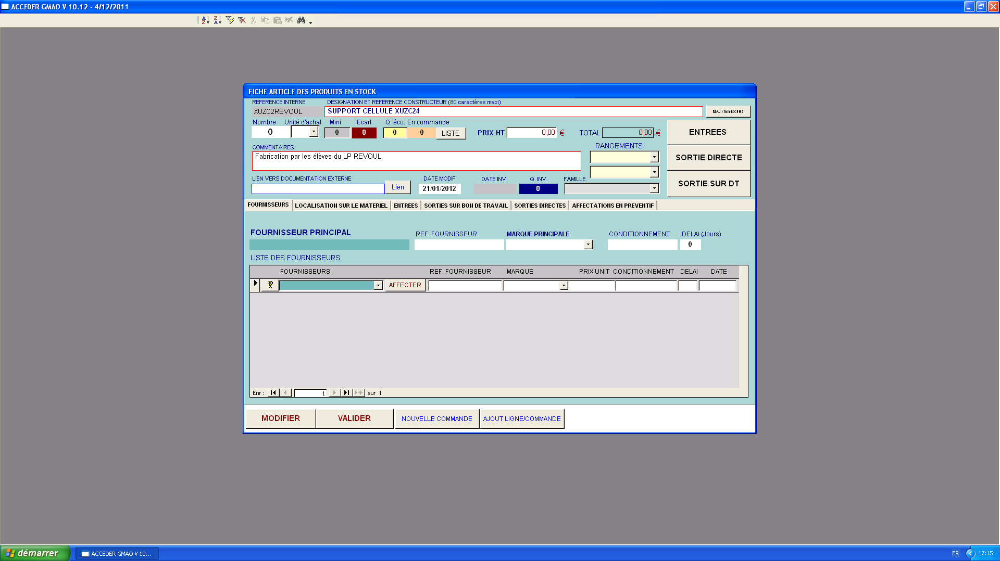 ACCEDER GMAO V 10.12 - 4/12/2011
FICHE ARTICLE DES PRODUITS EN STOCK
REFERENCE INTERNE DESIGNATION ET REFERENCE CONSTRUCTEUR (80 caractères maxi)
XUZC2REVOUL SUPPORT CELLULE XUZC24 MAJ/minuscules
Nombre Unité d'achat Mini Ecart Q. éco. En commande
0 0 0 0 0 LISTE PRIX HT 0,00 € TOTAL 0,00 € ENTREES
COMMENTAIRES RANGEMENTS
Fabrication par les élèves du LP REVOUL. SORTIE DIRECTE
LIEN VERS DOCUMENTATION EXTERNE DATE MODIF DATE INV. Q. INV. FAMILLE
Lien 21/01/2012 0 SORTIE SUR DT
FOURNISSEURS LOCALISATION SUR LE MATERIEL ENTREES SORTIES SUR BON DE TRAVAIL SORTIES DIRECTES AFFECTATIONS EN PREVENTIF
FOURNISSEUR PRINCIPAL REF. FOURNISSEUR MARQUE PRINCIPALE CONDITIONNEMENT DELAI (Jours)
0
LISTE DES FOURNISSEURS
FOURNISSEURS REF. FOURNISSEUR MARQUE PRIX UNIT CONDITIONNEMENT DELAI DATE
? AFFECTER
Enr : 1 sur 1
MODIFIER VALIDER NOUVELLE COMMANDE AJOUT LIGNE/COMMANDE
démarrer ACCEDER GMAO V 10... FR 17:15